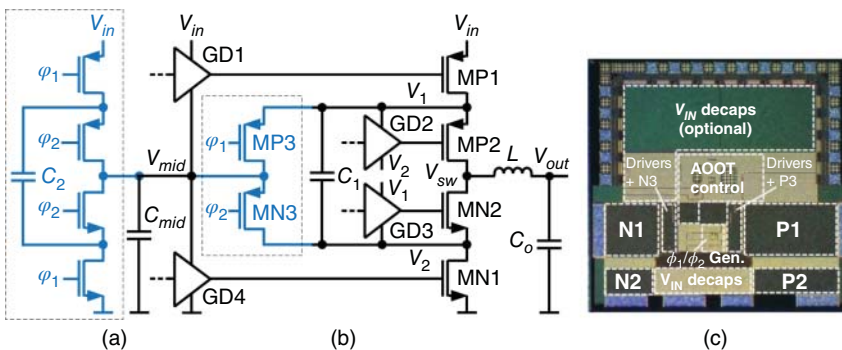 V_in
φ_1
φ_2
C_2
φ_2
φ_1
(a)
V_in
GD1
V_mid
C_mid
GD4
φ_1
MP3
φ_2
MN3
C_1
V_in
MP1
V_1
GD2
MP2
V_2
V_1
V_sw
L
V_out
GD3
MN2
V_2
MN1
C_o
(b)
V_IN decaps
(optional)
Drivers
+ N3
AOOT
control
Drivers
+ P3
N1
P1
ϕ_1/ϕ_2 Gen.
N2
V_IN decaps
P2
(c)